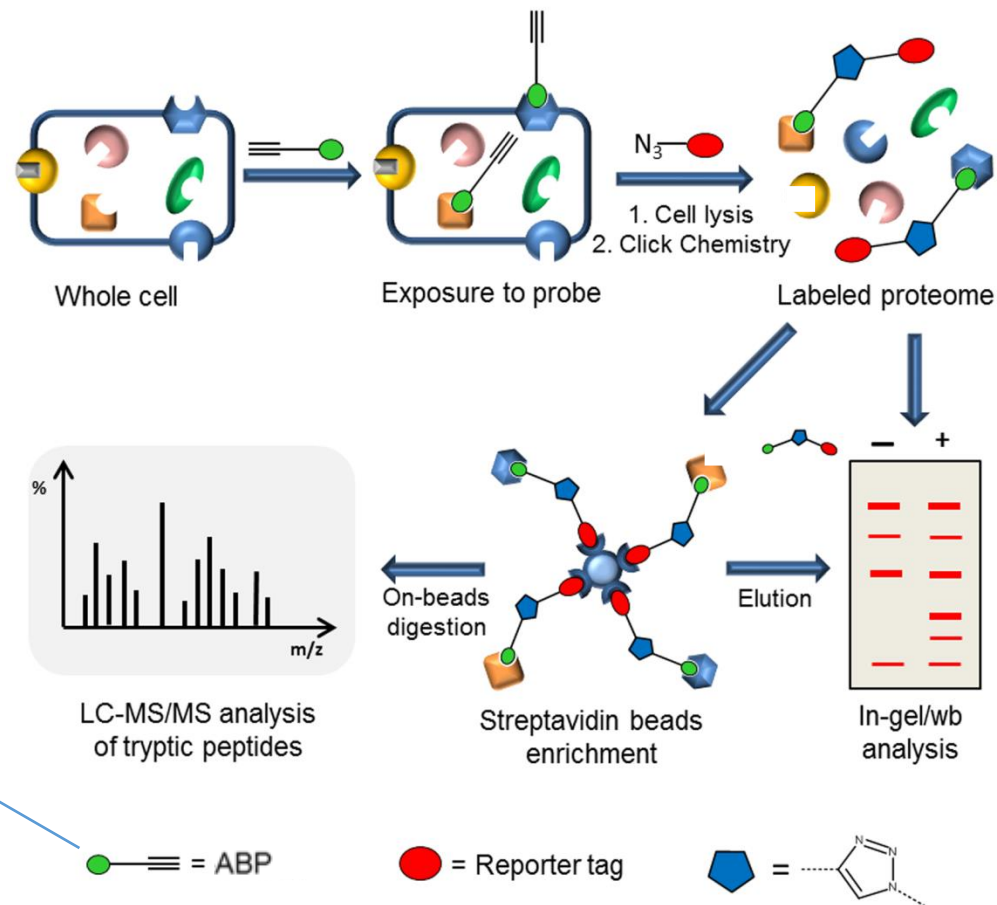 N3
1. Cell lysis
2. Click Chemistry
Whole cell
Exposure to probe
Labeled proteome
– +
%
m/z
On-beads
digestion
Elution
LC-MS/MS analysis
of tryptic peptides
Streptavidin beads
enrichment
In-gel/wb
analysis
= ABP
= Reporter tag
=
N
N
N